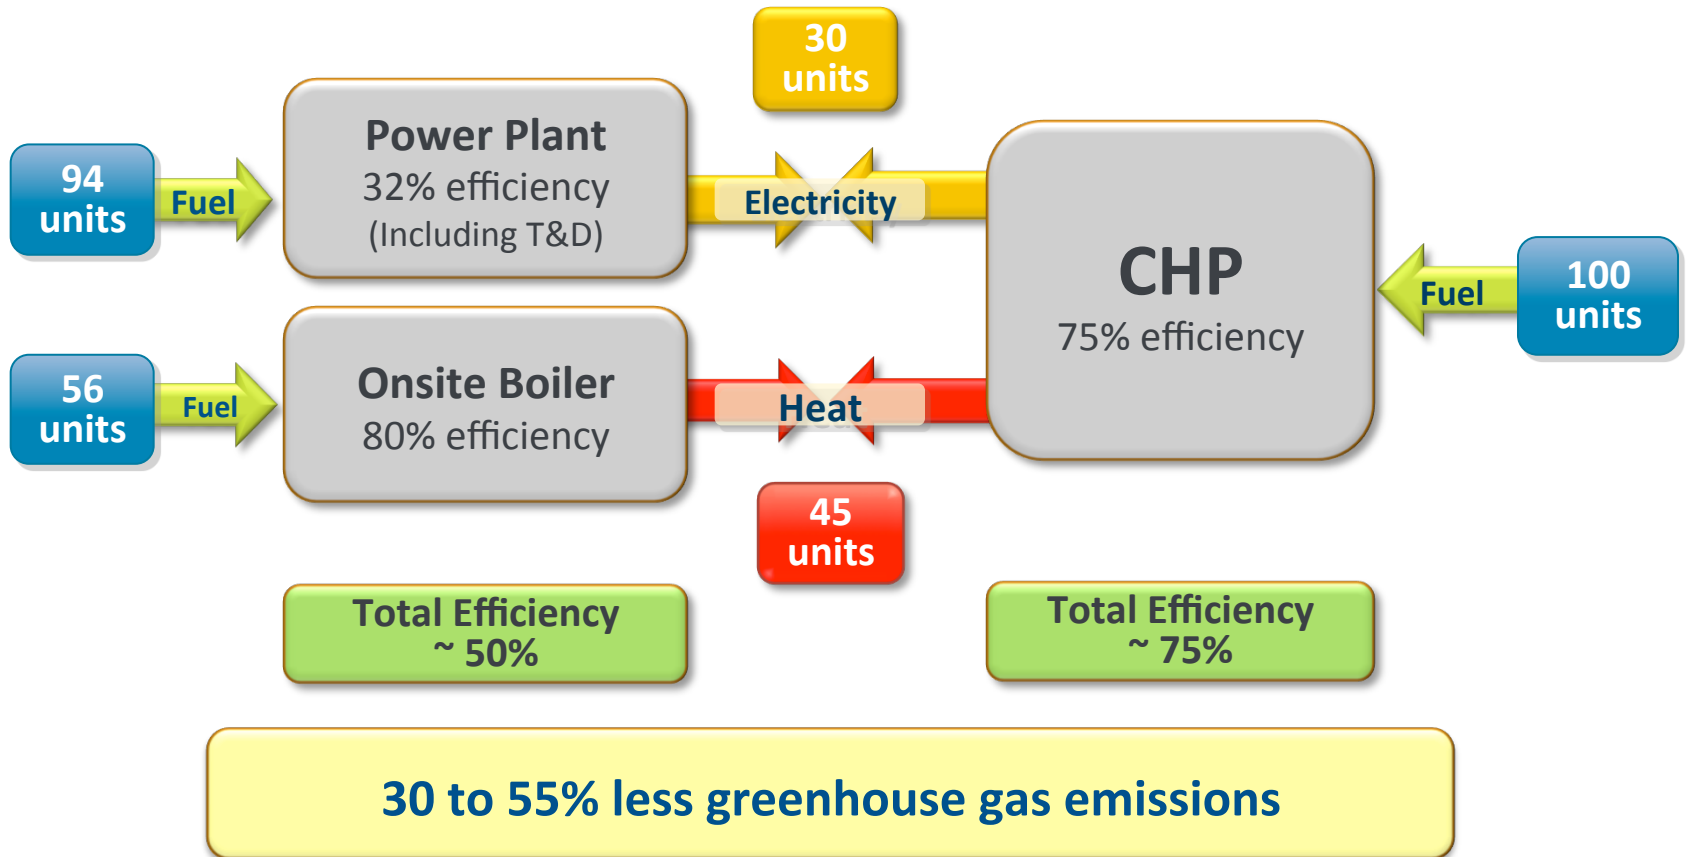 30
units
Power Plant
32% efficiency
(Including T&D)
94
units
Fuel
Electricity
CHP
75% efficiency
Fuel
100
units
56
units
Fuel
Onsite Boiler
80% efficiency
Heat
45
units
Total Efficiency
~ 50%
Total Efficiency
~ 75%
30 to 55% less greenhouse gas emissions